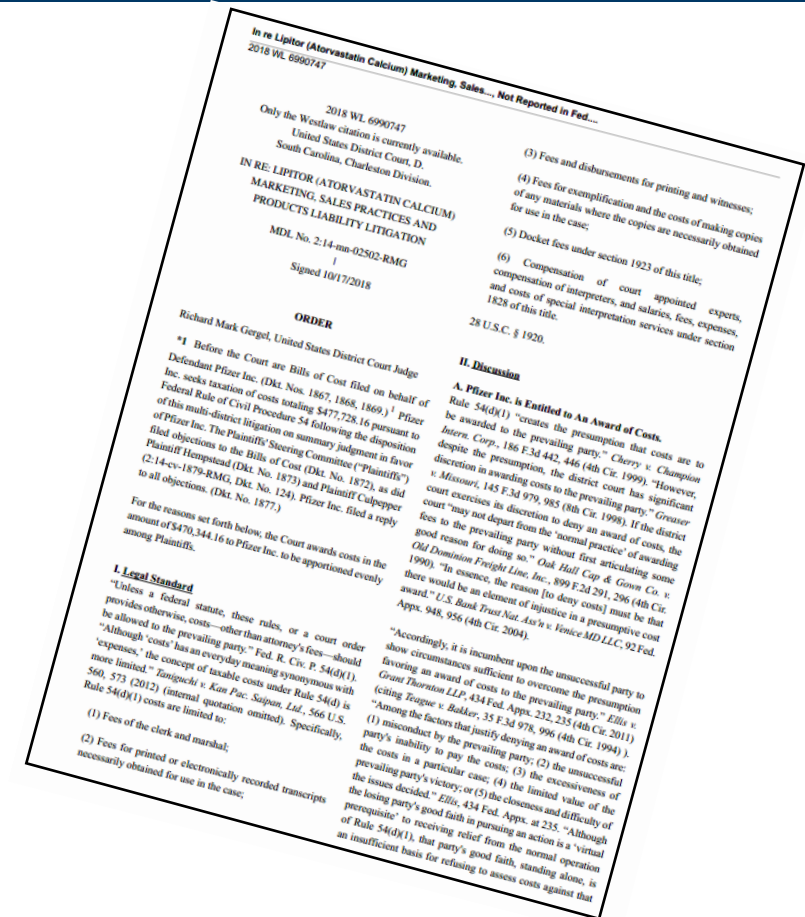 In re Lipitor (Atorvastatin Calcium) Marketing, Sales..., Not Reported in Fed....
2018 WL 6990747
2018 WL 6990747
Only the Westlaw citation is currently available.
United States District Court, D.
South Carolina, Charleston Division.
IN RE: LIPITOR (ATORVASTATIN CALCIUM)
MARKETING, SALES PRACTICES AND
PRODUCTS LIABILITY LITIGATION
MDL No. 2:14-mn-02502-RMG
|
Signed 10/17/2018
ORDER
Richard Mark Gergel, United States District Court Judge
*1 Before the Court are Bills of Cost filed on behalf of
Defendant Pfizer Inc. (Dkt. Nos. 1867, 1868, 1869.) 1 Pfizer
Inc. seeks taxation of costs totaling $477,728.16 pursuant to
Federal Rule of Civil Procedure 54 following the disposition
of this multi-district litigation on summary judgment in favor
of Pfizer Inc. The Plaintiffs' Steering Committee ("Plaintiffs")
filed objections to the Bills of Cost (Dkt. No. 1872), as did
Plaintiff Hempstead (Dkt. No. 1873) and Plaintiff Culpepper
(2:14-cv-1879-RMG, Dkt. No. 124). Pfizer Inc. filed a reply
to all objections. (Dkt. No. 1877.)
For the reasons set forth below, the Court awards costs in the
amount of $470,344.16 to Pfizer Inc. to be apportioned evenly
among Plaintiffs.
I. Legal Standard
"Unless a federal statute, these rules, or a court order
provides otherwise, costs—other than attorney's fees—should
be allowed to the prevailing party." Fed. R. Civ. P. 54(d)(1).
"Although 'costs' has an everyday meaning synonymous with
'expenses,' the concept of taxable costs under Rule 54(d) is
more limited." Taniguchi v. Kan Pac. Saipan, Ltd., 566 U.S.
560, 573 (2012) (internal quotation omitted). Specifically,
Rule 54(d)(1) costs are limited to:
(1) Fees of the clerk and marshal;
(2) Fees for printed or electronically recorded transcripts
necessarily obtained for use in the case;
(3) Fees and disbursements for printing and witnesses;
(4) Fees for exemplification and the costs of making copies
of any materials where the copies are necessarily obtained
for use in the case;
(5) Docket fees under section 1923 of this title;
(6) Compensation of court appointed experts,
compensation of interpreters, and salaries, fees, expenses,
and costs of special interpretation services under section
1828 of this title.
28 U.S.C. § 1920.
II. Discussion
A. Pfizer Inc. is Entitled to An Award of Costs.
Rule 54(d)(1) "creates the presumption that costs are to
be awarded to the prevailing party." Cherry v. Champion
Intern. Corp., 186 F.3d 442, 446 (4th Cir. 1999). "However,
despite the presumption, the district court has significant
discretion in awarding costs to the prevailing party." Greaser
v. Missouri, 145 F.3d 979, 985 (8th Cir. 1998). If the district
court exercises its discretion to deny an award of costs, the
court "may not depart from the 'normal practice' of awarding
fees to the prevailing party without first articulating some
good reason for doing so." Oak Hall Cap & Gown Co. v.
Old Dominion Freight Line, Inc., 899 F.2d 291, 296 (4th Cir.
1990). "In essence, the reason [to deny costs] must be that
there would be an element of injustice in a presumptive cost
award." U.S. Bank Trust Nat. Ass'n v. Venice MD LLC, 92 Fed.
Appx. 948, 956 (4th Cir. 2004).
"Accordingly, it is incumbent upon the unsuccessful party to
show circumstances sufficient to overcome the presumption
favoring an award of costs to the prevailing party." Ellis v.
Grant Thornton LLP, 434 Fed. Appx. 232, 235 (4th Cir. 2011)
(citing Teague v. Bakker, 35 F.3d 978, 996 (4th Cir. 1994) ).
"Among the factors that justify denying an award of costs are:
(1) misconduct by the prevailing party; (2) the unsuccessful
party's inability to pay the costs; (3) the excessiveness of
the costs in a particular case; (4) the limited value of the
prevailing party's victory; or (5) the closeness and difficulty of
the issues decided." Ellis, 434 Fed. Appx. at 235. "Although
the losing party's good faith in pursuing an action is a 'virtual
prerequisite' to receiving relief from the normal operation
of Rule 54(d)(1), that party's good faith, standing alone, is
an insufficient basis for refusing to assess costs against that